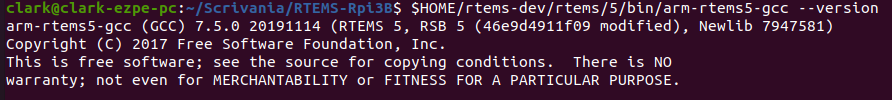 clark@clark-ezpe-pc:~/Scrivania/RTEMS-Rpi3B$ $HOME/rtems-dev/rtems/5/bin/arm-rtems5-gcc --version
arm-rtems5-gcc (GCC) 7.5.0 20191114 (RTEMS 5, RSB 5 (46e9d4911f09 modified), Newlib 7947581)
Copyright (C) 2017 Free Software Foundation, Inc.
This is free software; see the source for copying conditions.  There is NO
warranty; not even for MERCHANTABILITY or FITNESS FOR A PARTICULAR PURPOSE.